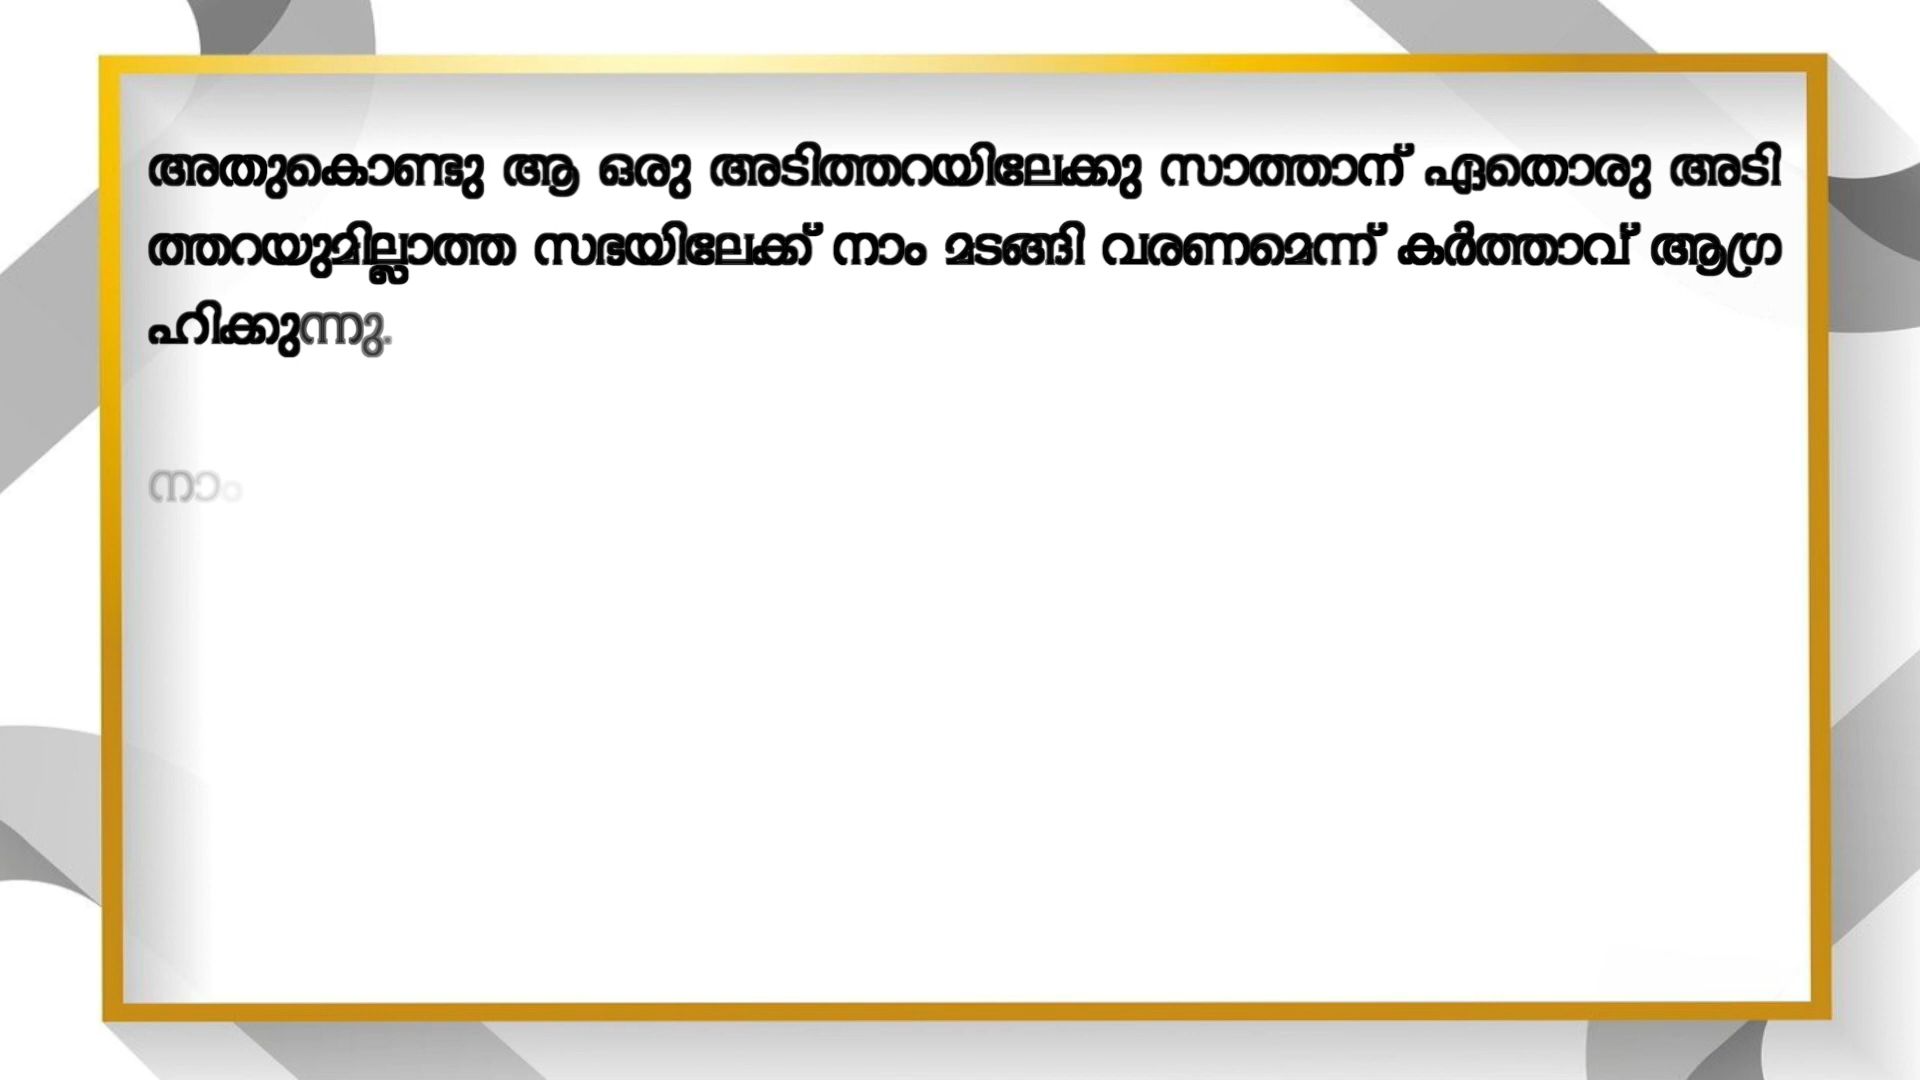 അതുകൊണ്ടു ആ ഒരു അടിത്തറയിലേക്കു സാത്താന് ഏതൊരു അടി
ത്തറയുമില്ലാത്ത സഭയിലേക്ക് നാം മടങ്ങി വരണമെന്ന് കർത്താവ് ആഗ്ര
ഹിക്കുന്നു.
നാം